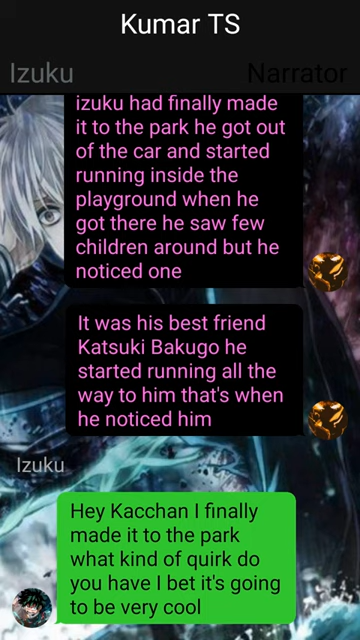 Kumar TS
Izuku
Narrator
izuku had finally made
it to the park he got out
of the car and started
running inside the
playground when he
got there he saw few
children around but he
noticed one
It was his best friend
Katsuki Bakugo he
started running all the
way to him that's when
he noticed him
Izuku
Hey Kacchan I finally
made it to the park
what kind of quirk do
you have I bet it's going
to be very cool